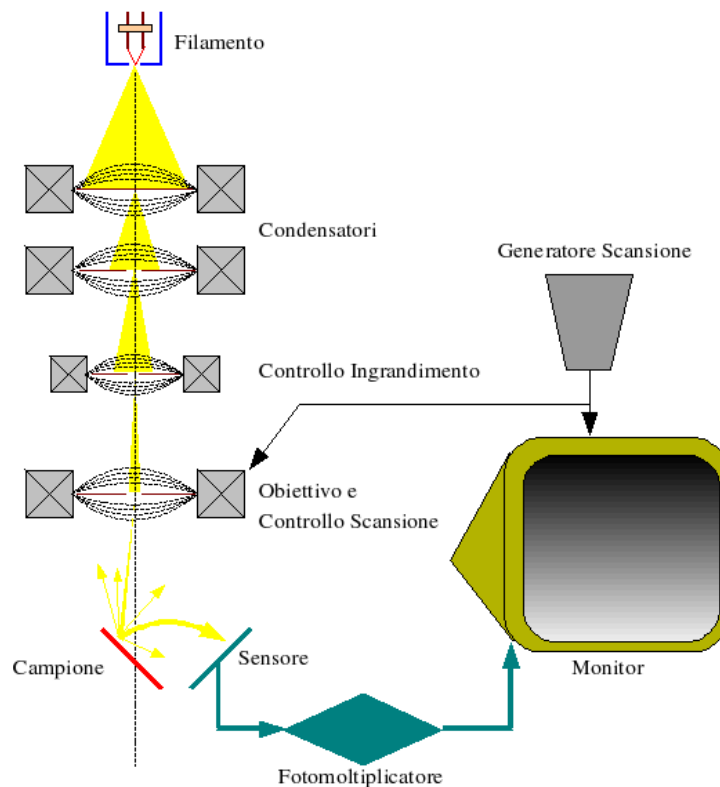 Filamento
Condensatori
Generatore Scansione
Controllo Ingrandimento
Obiettivo e
Controllo Scansione
Campione
Sensore
Monitor
Fotomoltiplicatore